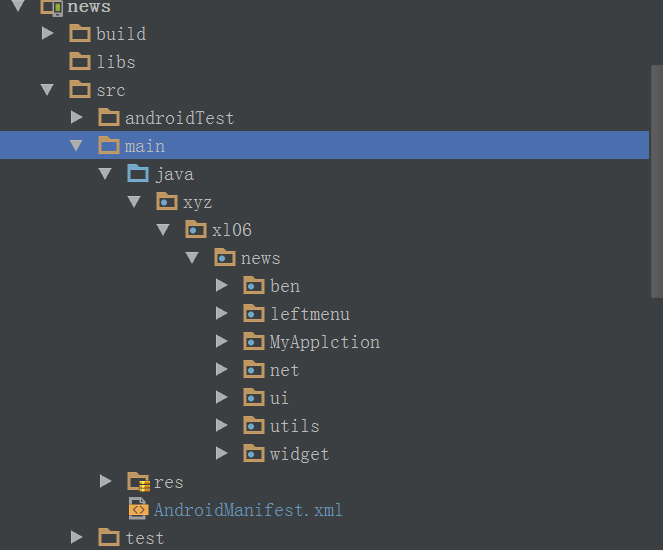 news
build
libs
src
androidTest
main
java
xyz
xl06
news
ben
leftmenu
MyApplction
net
ui
utils
widget
res
AndroidManifest.xml
test